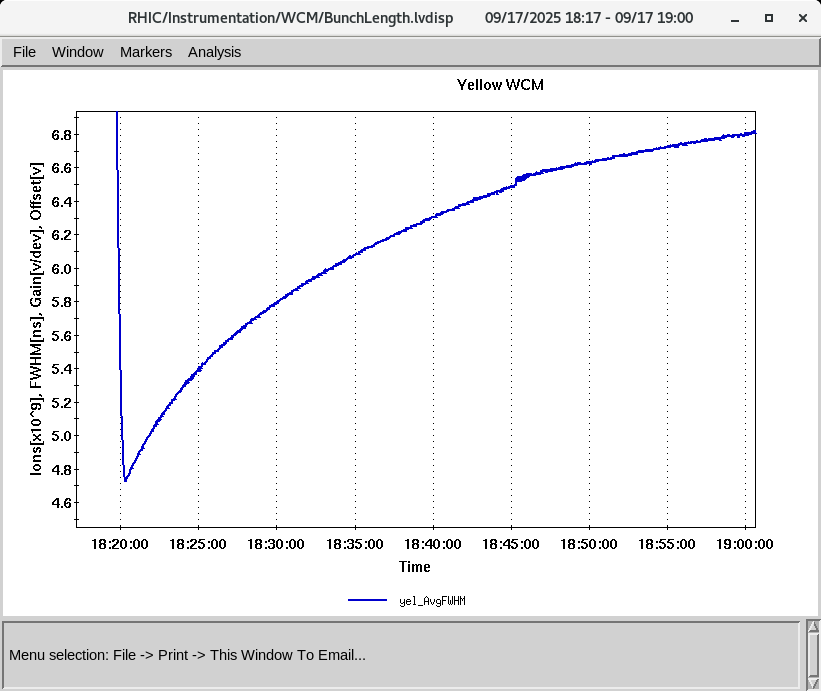 RHIC/Instrumentation/WCM/BunchLength.lvdisp 09/17/2025 18:17 - 09/17 19:00
File Window Markers Analysis
Yellow WCM
Ions[x10^9], FWHM[ns], Gain[v/dev], Offset[v]
6.8
6.6
6.4
6.2
6.0
5.8
5.6
5.4
5.2
5.0
4.8
4.6
18:20:00 18:25:00 18:30:00 18:35:00 18:40:00 18:45:00 18:50:00 18:55:00 19:00:00
Time
yel_AvgFWHM
Menu selection: File -> Print -> This Window To Email...